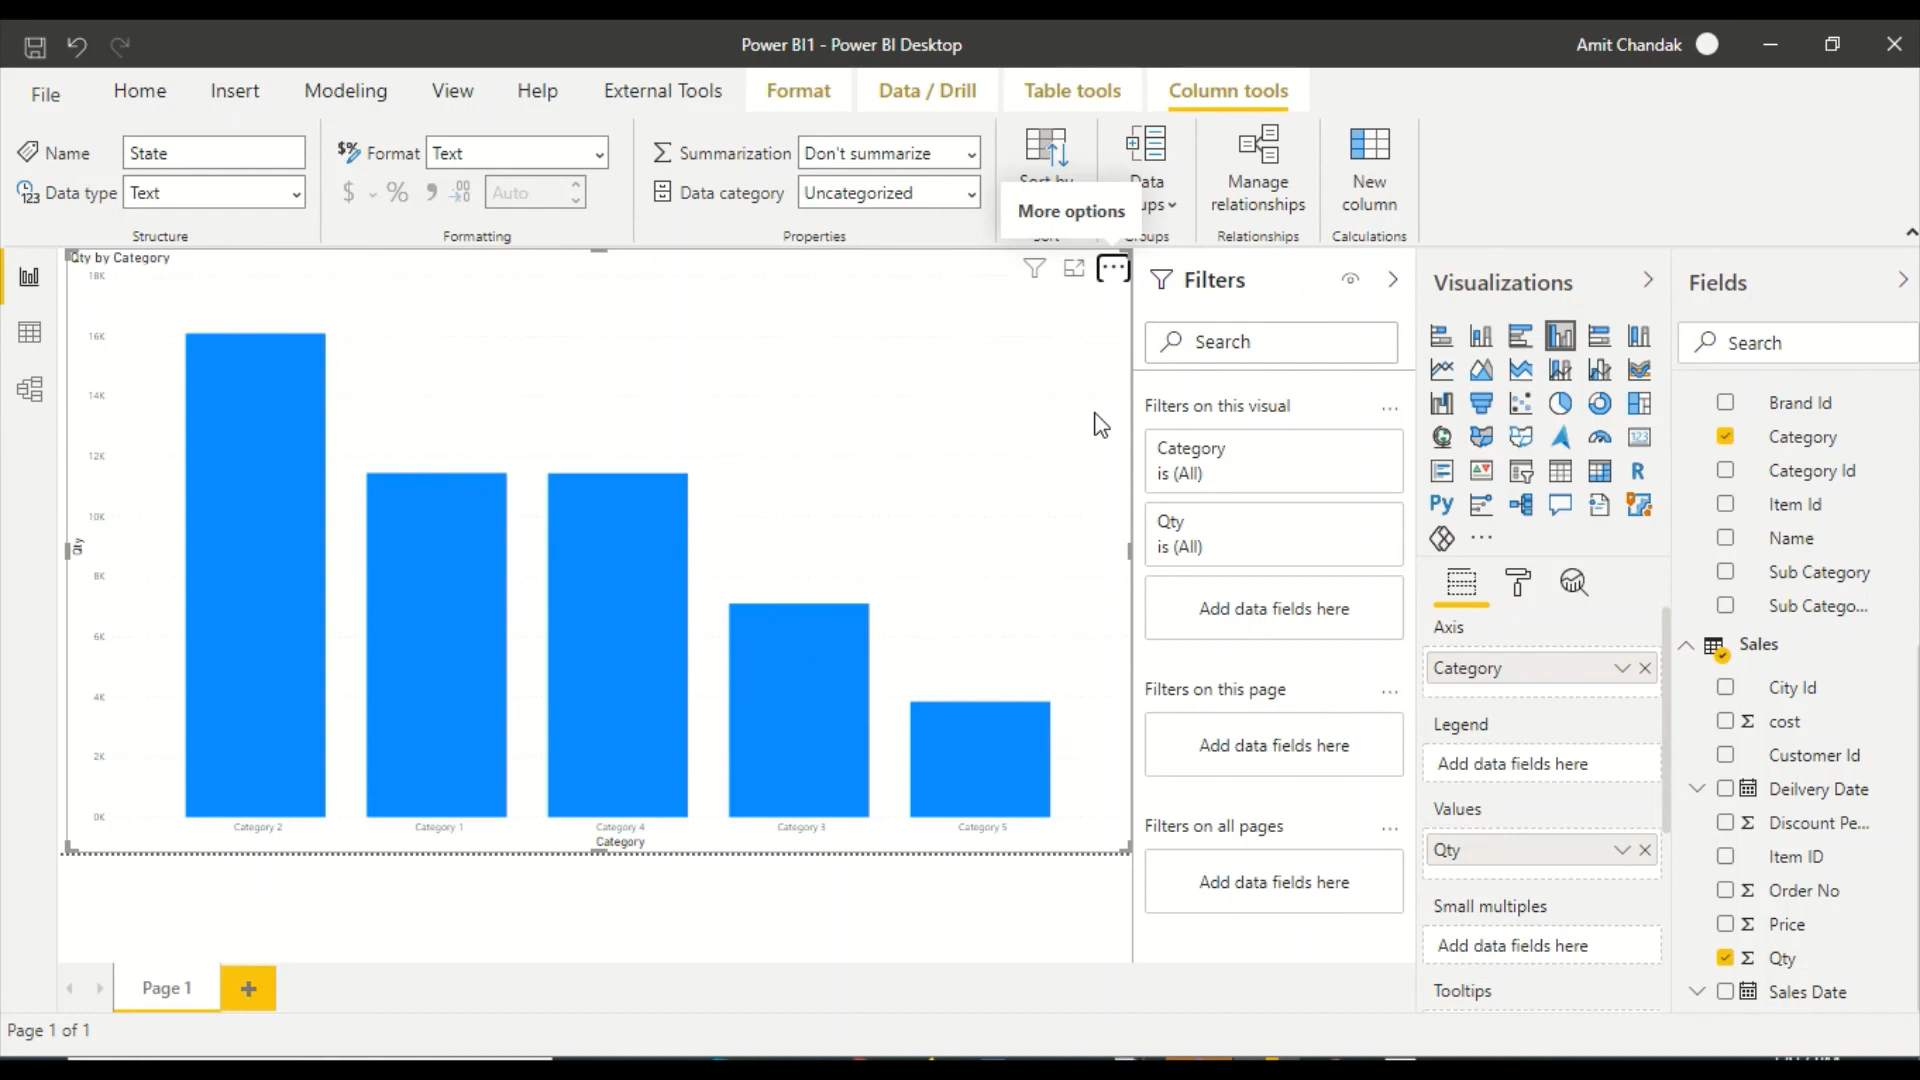 Power BI1 - Power BI Desktop
Amit Chandak
File
Home
Insert
Modeling
View
Help
External Tools
Format
Data / Drill
Table tools
Column tools
Name
State
Data type
Text
Structure
Format
Text
$
%
Auto
Formatting
Summarization
Don't summarize
Data category
Uncategorized
Properties
More options
Data
Groups
Manage
relationships
Relationships
New
column
Calculations
Qty by Category
18K
16K
14K
12K
10K
8K
6K
4K
2K
0K
Qty
Category 2
Category 1
Category 4
Category 3
Category 5
Category
Filters
Search
Filters on this visual
Category
is (All)
Qty
is (All)
Add data fields here
Filters on this page
Add data fields here
Filters on all pages
Add data fields here
Visualizations
123
R
Py
Axis
Category
Legend
Add data fields here
Values
Qty
Small multiples
Add data fields here
Tooltips
Fields
Search
Brand Id
Category
Category Id
Item Id
Name
Sub Category
Sub Catego...
Sales
City Id
cost
Customer Id
Deilvery Date
Discount Pe...
Item ID
Order No
Price
Qty
Sales Date
Page 1
Page 1 of 1